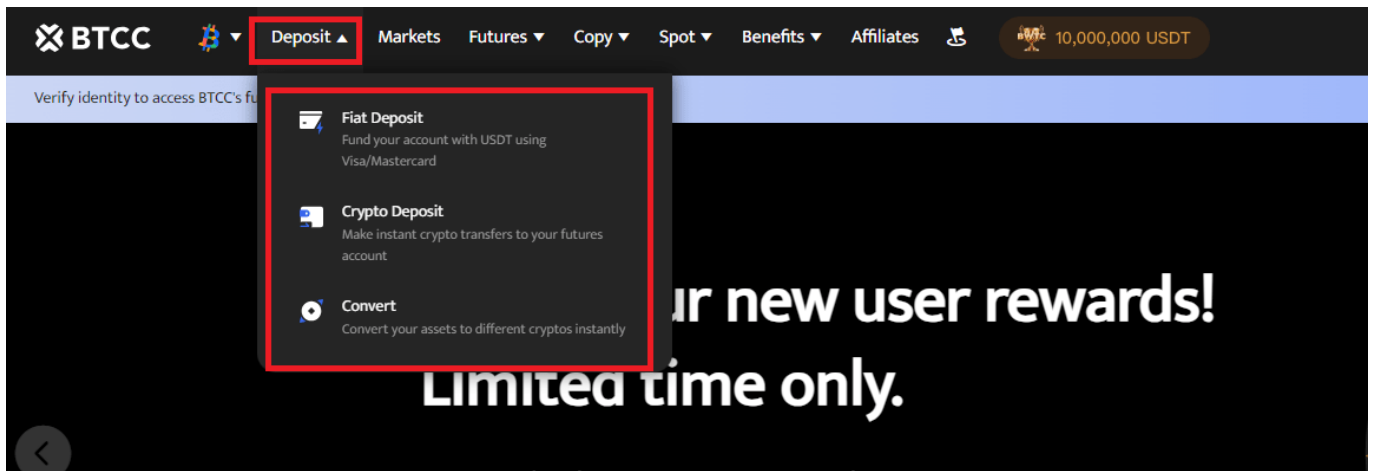 BTCC
Deposit
Markets
Futures
Copy
Spot
Benefits
Affiliates
10,000,000 USDT
Verify identity to access BTCC's fu
Fiat Deposit
Fund your account with USDT using
Visa/Mastercard
Crypto Deposit
Make instant crypto transfers to your futures
account
Convert
Convert your assets to different cryptos instantly
ur new user rewards!
Limited time only.